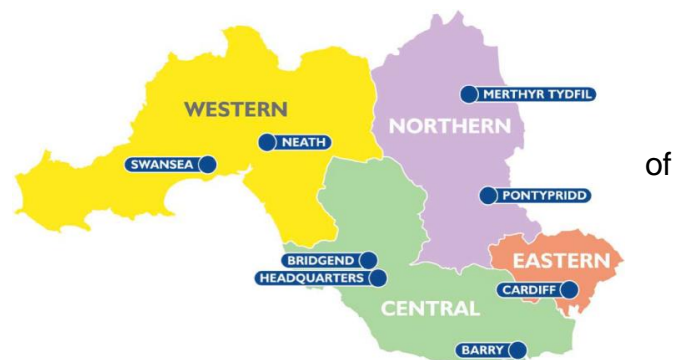 WESTERN
MERTHYR TYDFIL
NORTHERN
NEATH
SWANSEA
of
PONTYPRIDD
BRIDGEND
EASTERN
HEADQUARTERS
CARDIFF
CENTRAL
BARRY